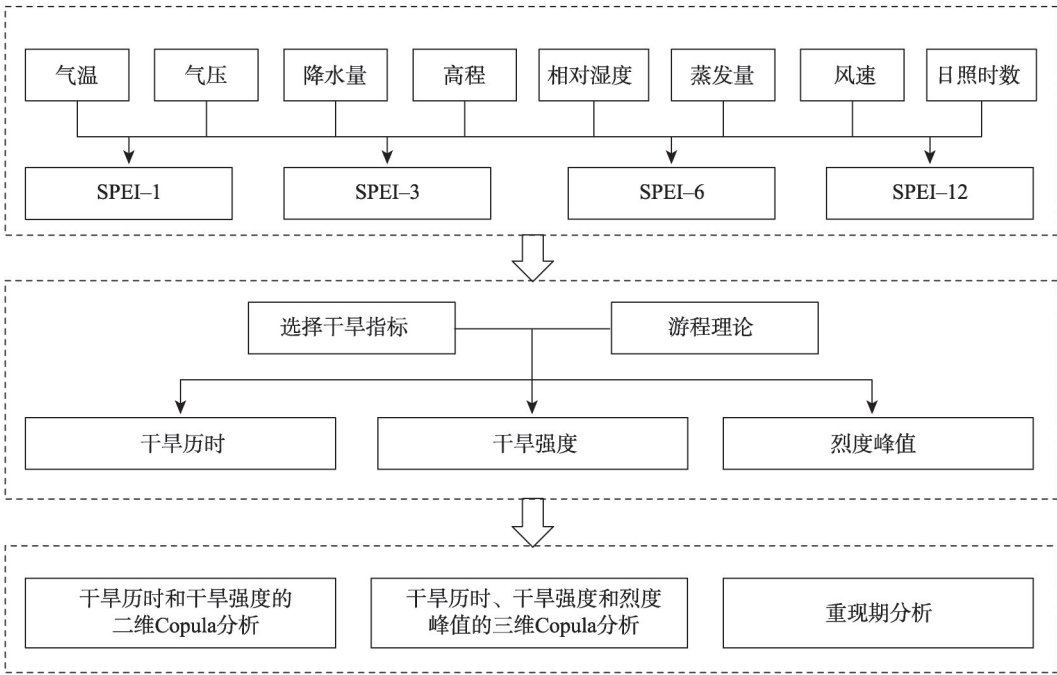 气温
气压
降水量
高程
相对湿度
蒸发量
风速
日照时数
SPEI–1
SPEI–3
SPEI–6
SPEI–12
选择干旱指标
游程理论
干旱历时
干旱强度
烈度峰值
干旱历时和干旱强度的
二维Copula分析
干旱历时、干旱强度和烈度
峰值的三维Copula分析
重现期分析